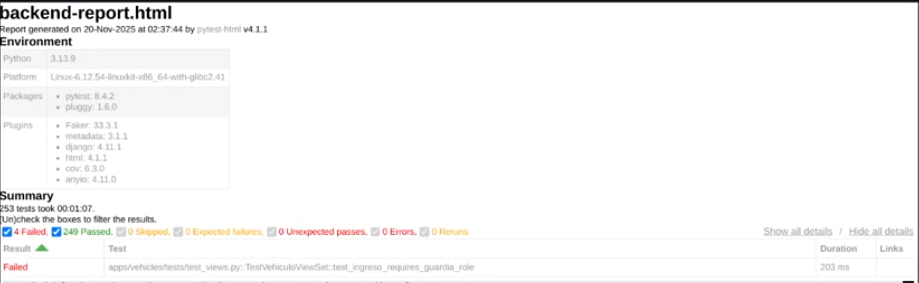 backend-report.html
Report generated on 20-Nov-2025 at 02:37:44 by pytest-html v4.1.1
Environment
Python 3.13.9
Platform Linux-6.12.54-linuxkit-x86_64-with-glibc2.41
Packages
• pytest: 8.4.2
• pluggy: 1.6.0
Plugins
• Faker: 33.3.1
• metadata: 3.1.1
• django: 4.11.1
• html: 4.1.1
• cov: 6.3.0
• anyio: 4.11.0
Summary
253 tests took 00:01:07.
(Un)check the boxes to filter the results.
4 Failed, 249 Passed, 0 Skipped, 0 Expected failures, 0 Unexpected passes, 0 Errors, 0 Reruns Show all details / Hide all details
Result Test Duration Links
Failed apps/vehicles/tests/test_views.py::TestVehiculoViewSet::test_ingreso_requires_guardia_role 203 ms